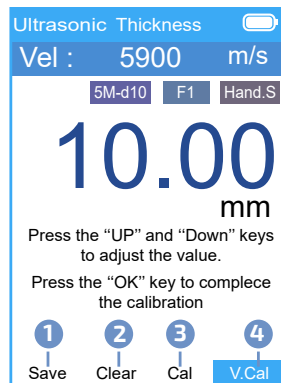 Ultrasonic Thickness
Vel : 5900 m/s
5M-d10 F1 Hand.S
10.00
mm
Press the “UP” and “Down” keys
to adjust the value.
Press the “OK” key to complece
the calibration
1 2 3 4
Save Clear Cal V.Cal